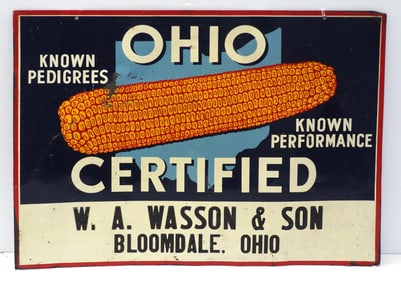 OHIO
KNOWN
PEDIGREES
KNOWN
PERFORMANCE
CERTIFIED
W. A. WASSON & SON
BLOOMDALE, OHIO